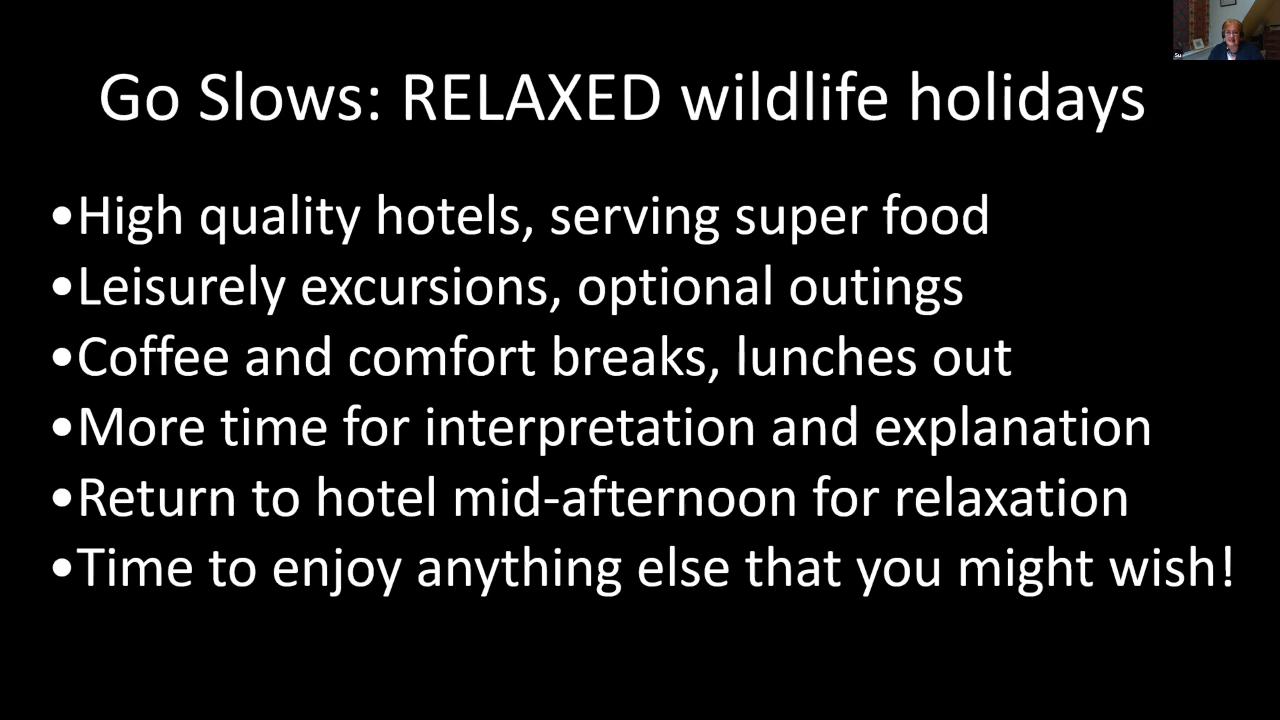 Go Slows: RELAXED wildlife holidays
•High quality hotels, serving super food
•Leisurely excursions, optional outings
•Coffee and comfort breaks, lunches out
•More time for interpretation and explanation
•Return to hotel mid-afternoon for relaxation
•Time to enjoy anything else that you might wish!